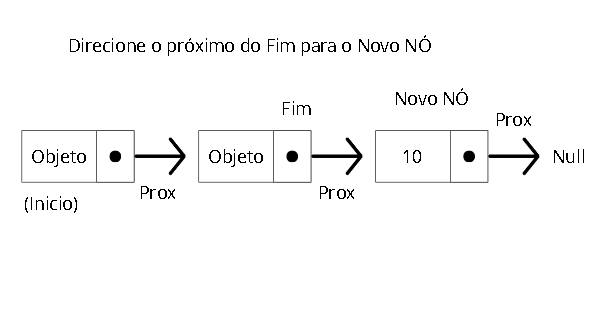 Direcione o próximo do Fim para o Novo NÓ
Fim
Novo NÓ
Prox
Objeto
Objeto
10
Null
Prox
Prox
(Inicio)